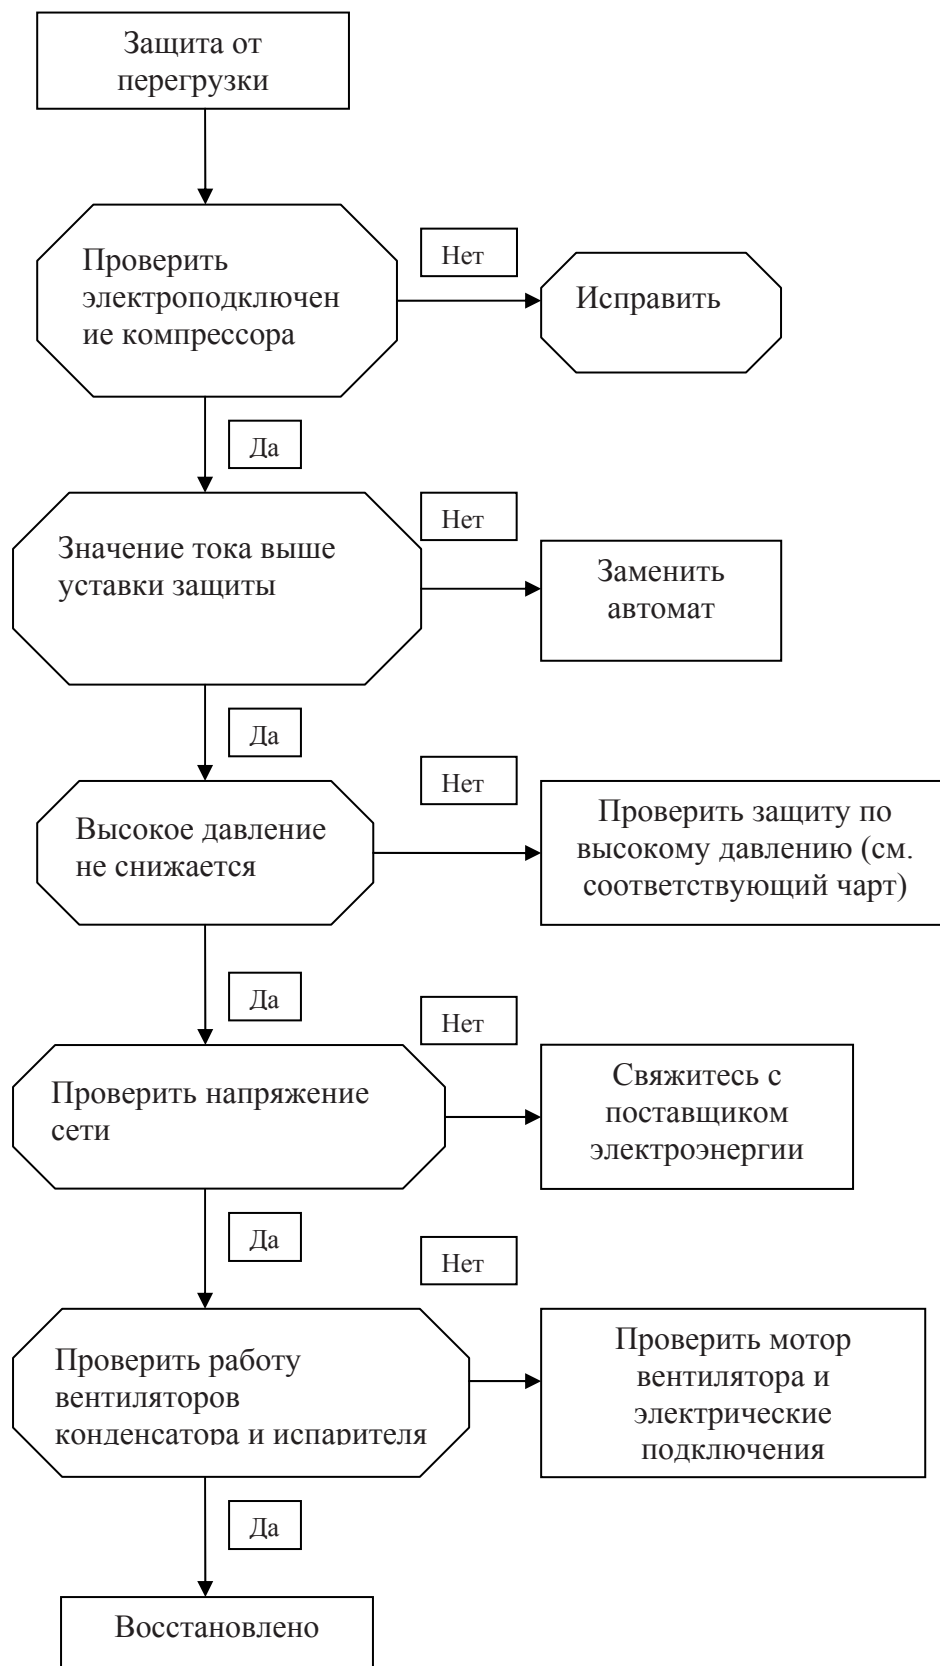 Защита от
перегрузки
Проверить
электроподключен
ие компрессора
Нет
Исправить
Да
Значение тока выше
уставки защиты
Нет
Заменить
автомат
Да
Высокое давление
не снижается
Нет
Проверить защиту по
высокому давлению (см.
соответствующий чарт)
Да
Проверить напряжение
сети
Нет
Свяжитесь с
поставщиком
электроэнергии
Да
Проверить работу
вентиляторов
конденсатора и испарителя
Нет
Проверить мотор
вентилятора и
электрические
подключения
Да
Восстановлено